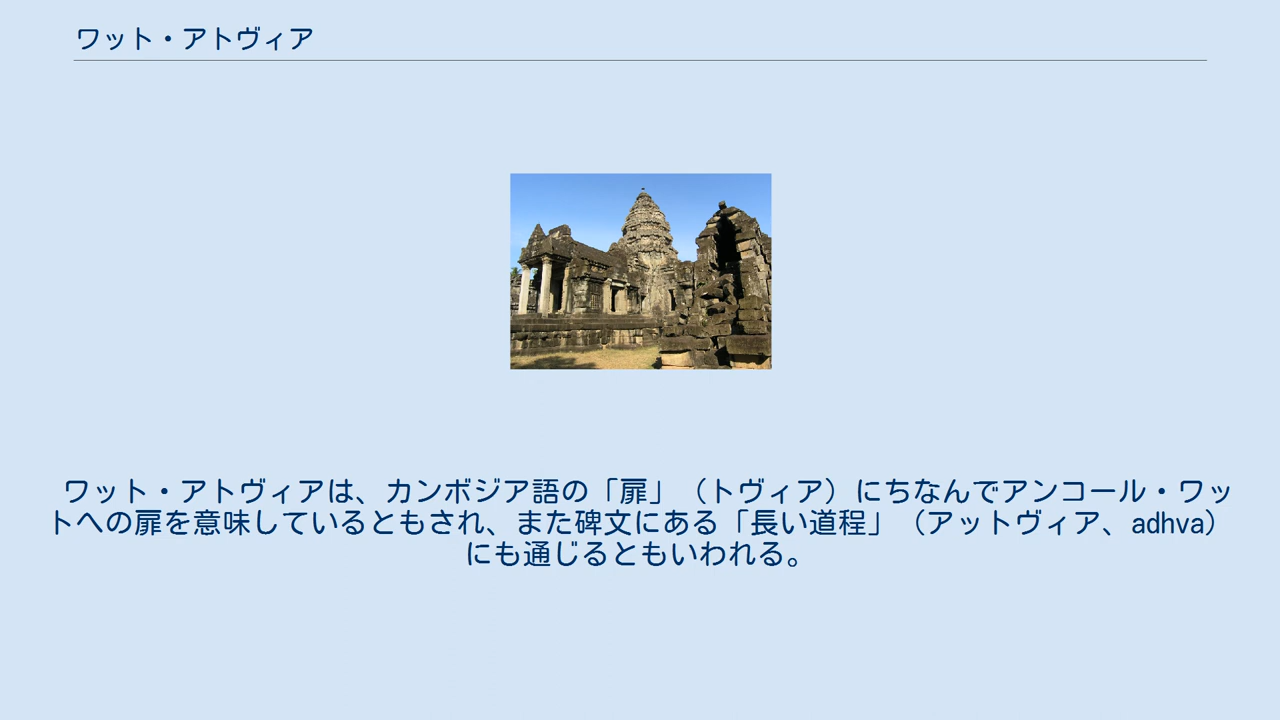 ワット・アトヴィア
ワット・アトヴィアは、カンボジア語の「扉」（トヴィア）にちなんでアンコール・ワッ
トへの扉を意味しているともされ、また碑文にある「長い道程」（アットヴィア、adhva）
にも通じるともいわれる。